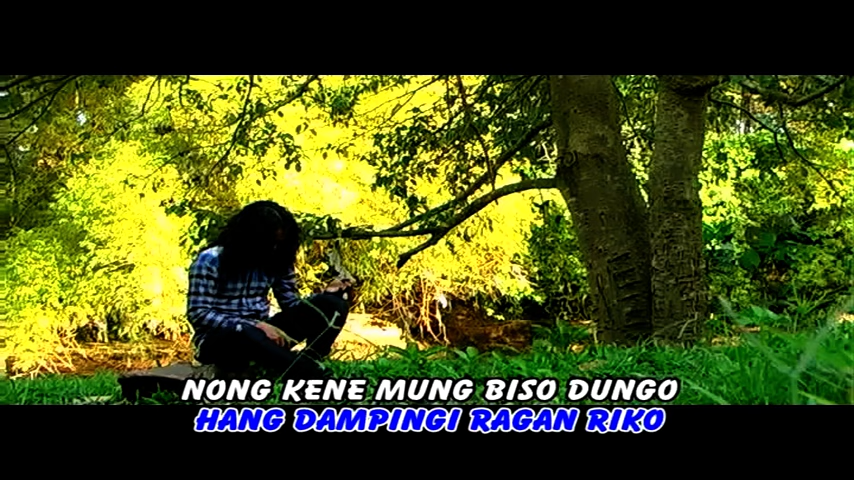 NONG KENE MUNG BISO DUNGO
HANG DAMPINGI RAGAN RIKO